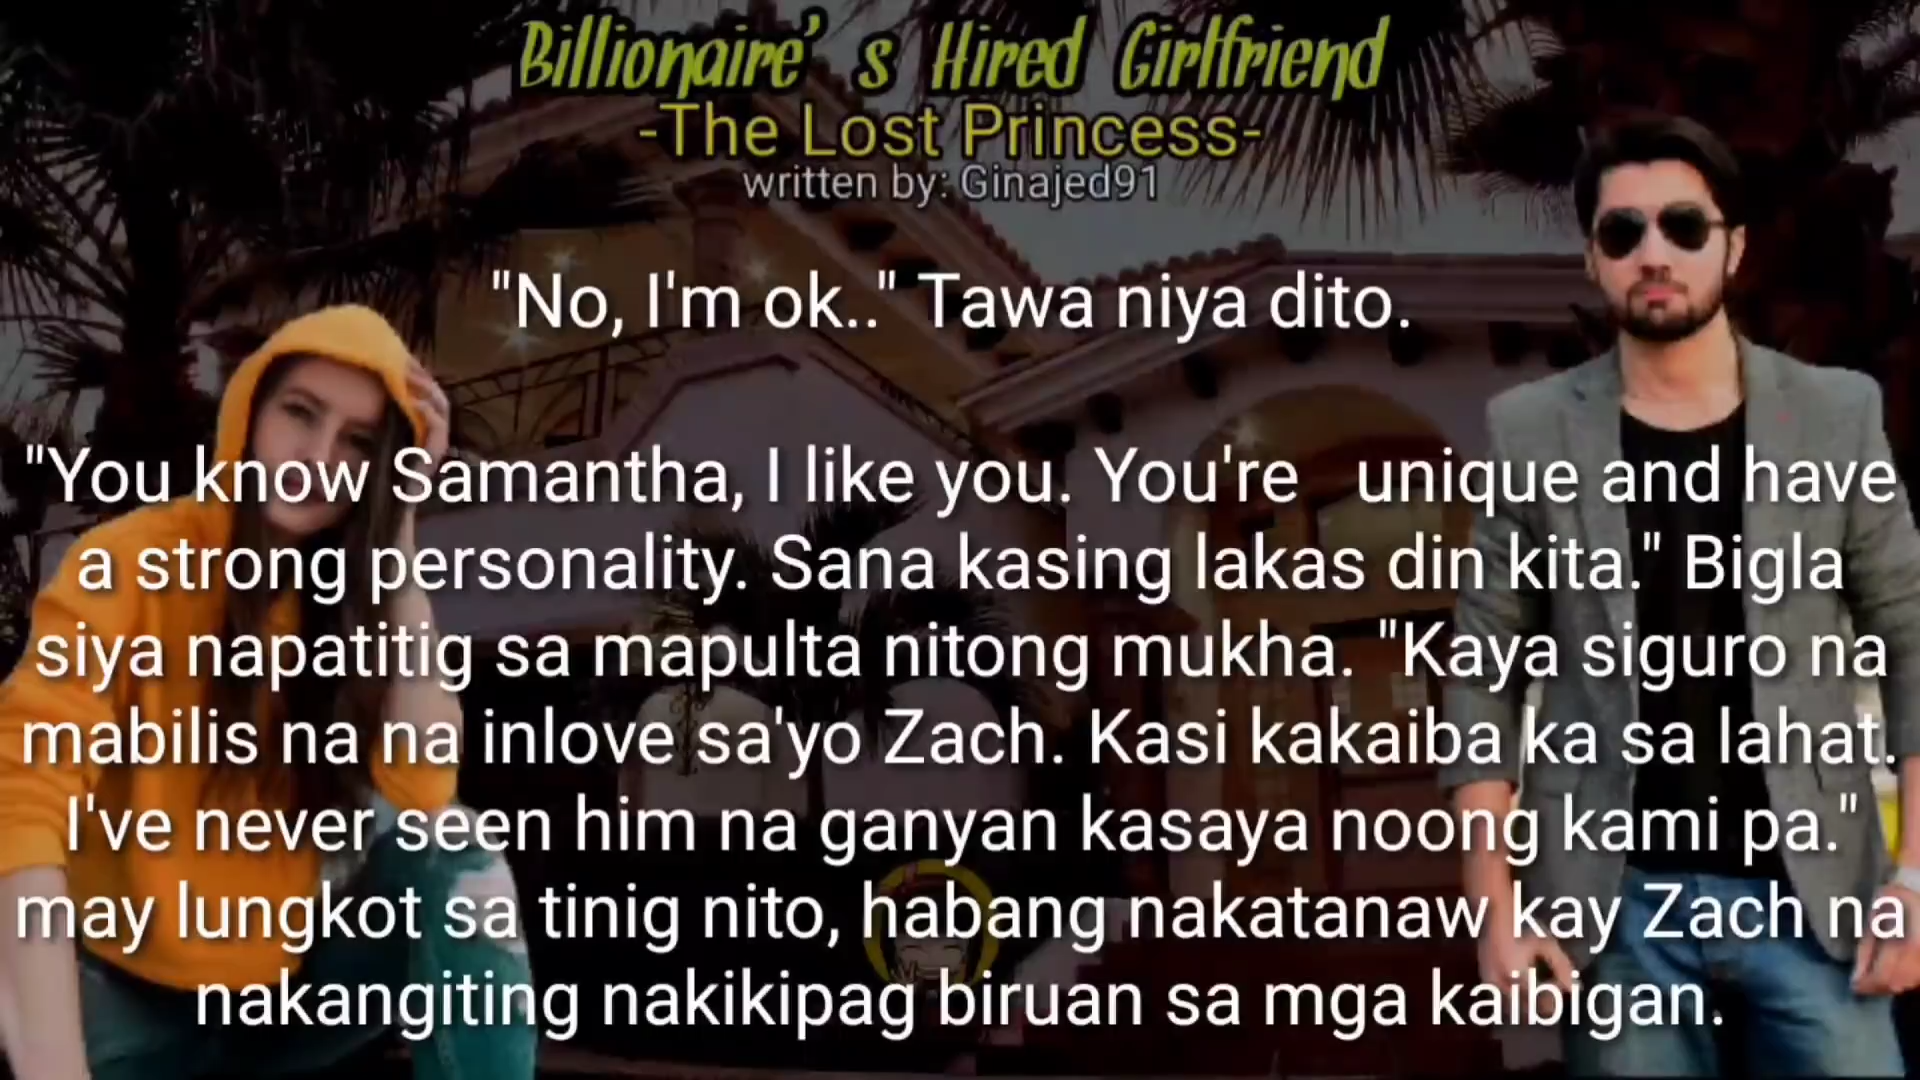 Billionaire's Hired Girlfriend
-The Lost Princess-
written by: Ginajed91
"No, I'm ok.." Tawa niya dito.
"You know Samantha, I like you. You're unique and have
a strong personality. Sana kasing lakas din kita." Bigla
siya napatitig sa mapulta nitong mukha. "Kaya siguro na
mabilis na na inlove sa'yo Zach. Kasi kakaiba ka sa lahat.
I've never seen him na ganyan kasaya noong kami pa."
may lungkot sa tinig nito, habang nakatanaw kay Zach na
nakangiting nakikipag biruan sa mga kaibigan.